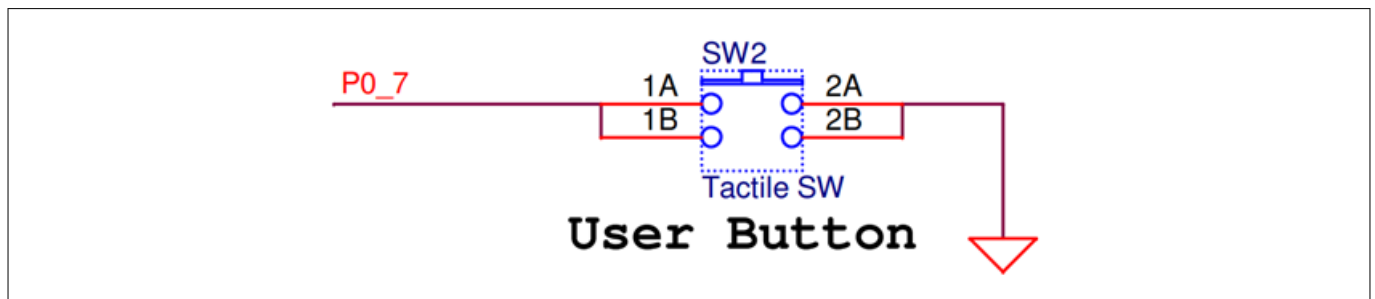 SW2
P0_7
1A
2A
1B
2B
Tactile SW
User Button